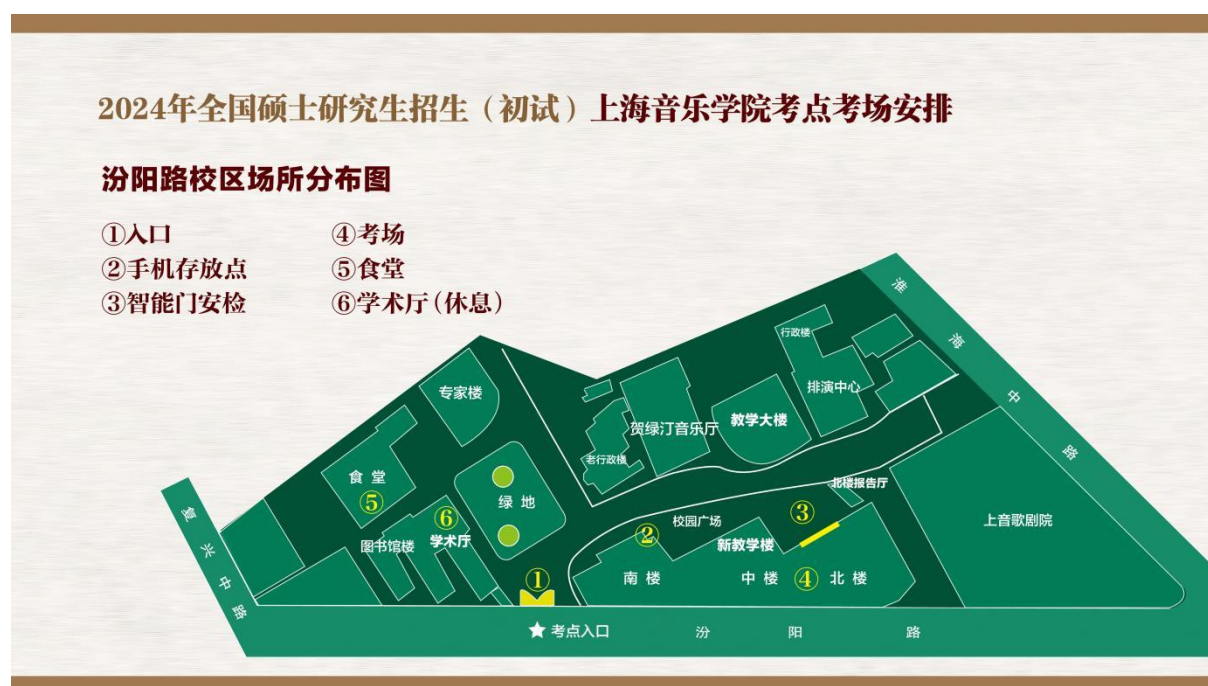 2024年全国硕士研究生招生（初试）上海音乐学院考点考场安排
汾阳路校区场所分布图
①入口
④考场
②手机存放点
⑤食堂
③智能门安检
⑥学术厅（休息）
淮海中路
行政楼
排演中心
专家楼
贺绿汀音乐厅
教学大楼
老行政楼
食堂
⑤
绿地
⑥
学术厅
图书馆楼
北楼报告厅
③
校园广场
②
新教学楼
上音歌剧院
复兴中路
①
南楼
中楼
④
北楼
★考点入口
汾阳路